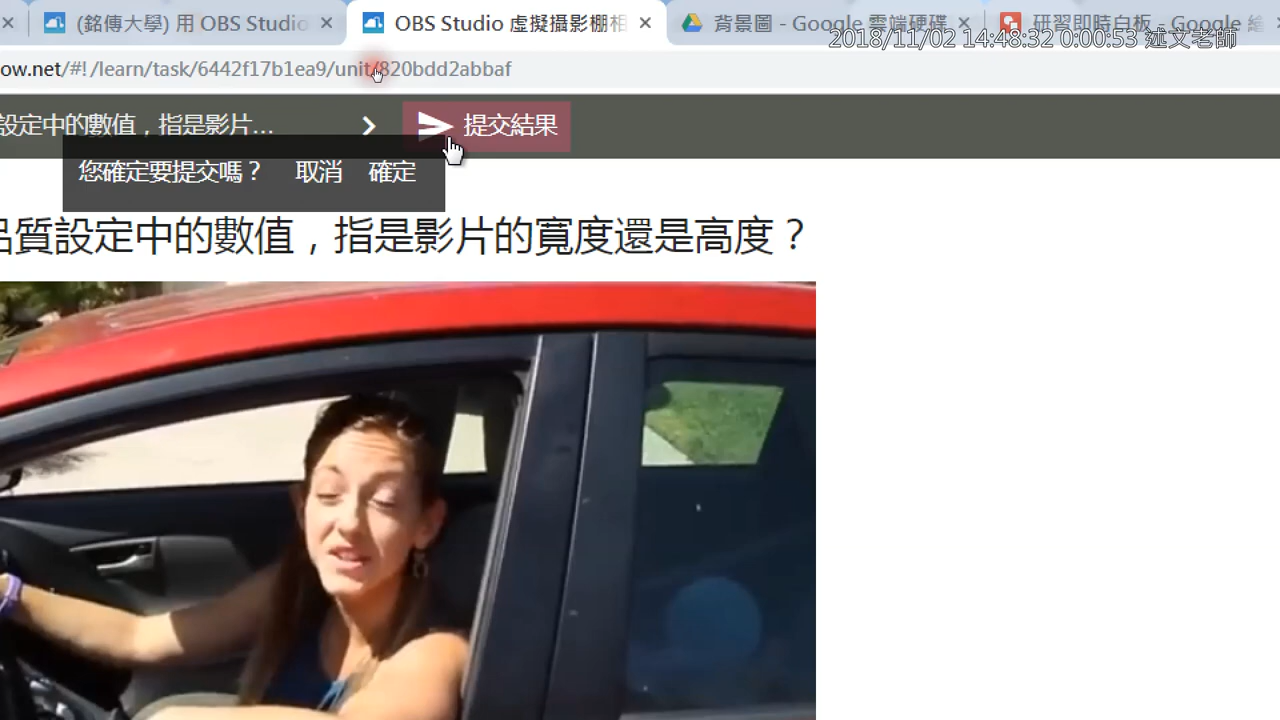 (銘傳大學) 用 OBS Studio
OBS Studio 虛擬攝影棚相
背景圖 - Google 雲端硬碟
研習即時白板 - Google 繪
2018/11/02 14:48:32 0:00:53 述文老師
ow.net/#!/learn/task/6442f17b1ea9/unit/820bdd2abbaf
設定中的數值，指是影片...
提交結果
您確定要提交嗎？ 取消 確定
品質設定中的數值，指是影片的寬度還是高度？